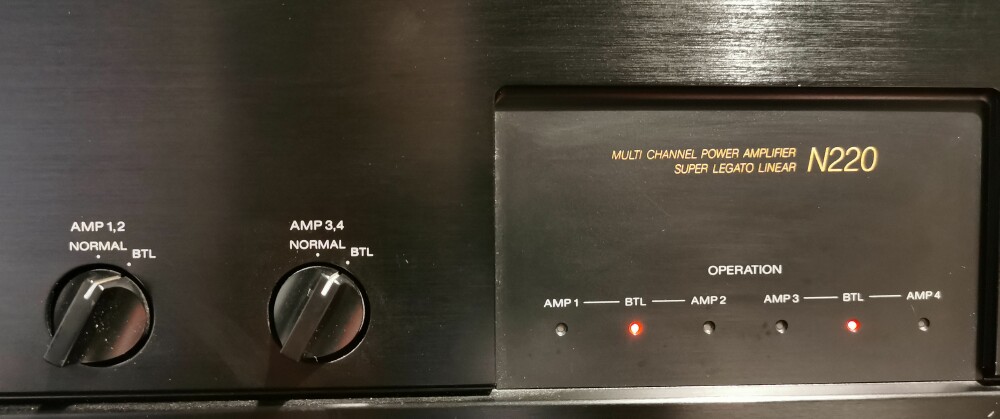 AMP 1,2
NORMAL
BTL
AMP 3,4
NORMAL
BTL
MULTI CHANNEL POWER AMPLIFIER
SUPER LEGATO LINEAR
N220
OPERATION
AMP 1 BTL AMP 2 AMP 3 BTL AMP 4